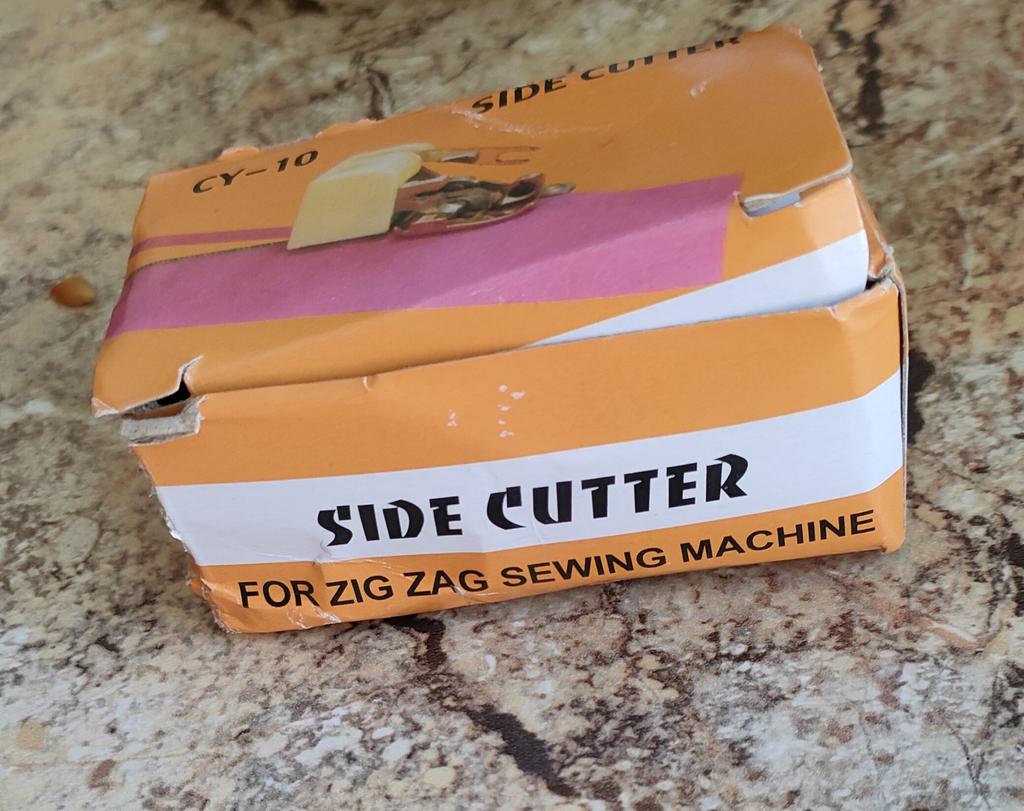 SIDE CUTTER
CY-10
SIDE CUTTER
FOR ZIG ZAG SEWING MACHINE